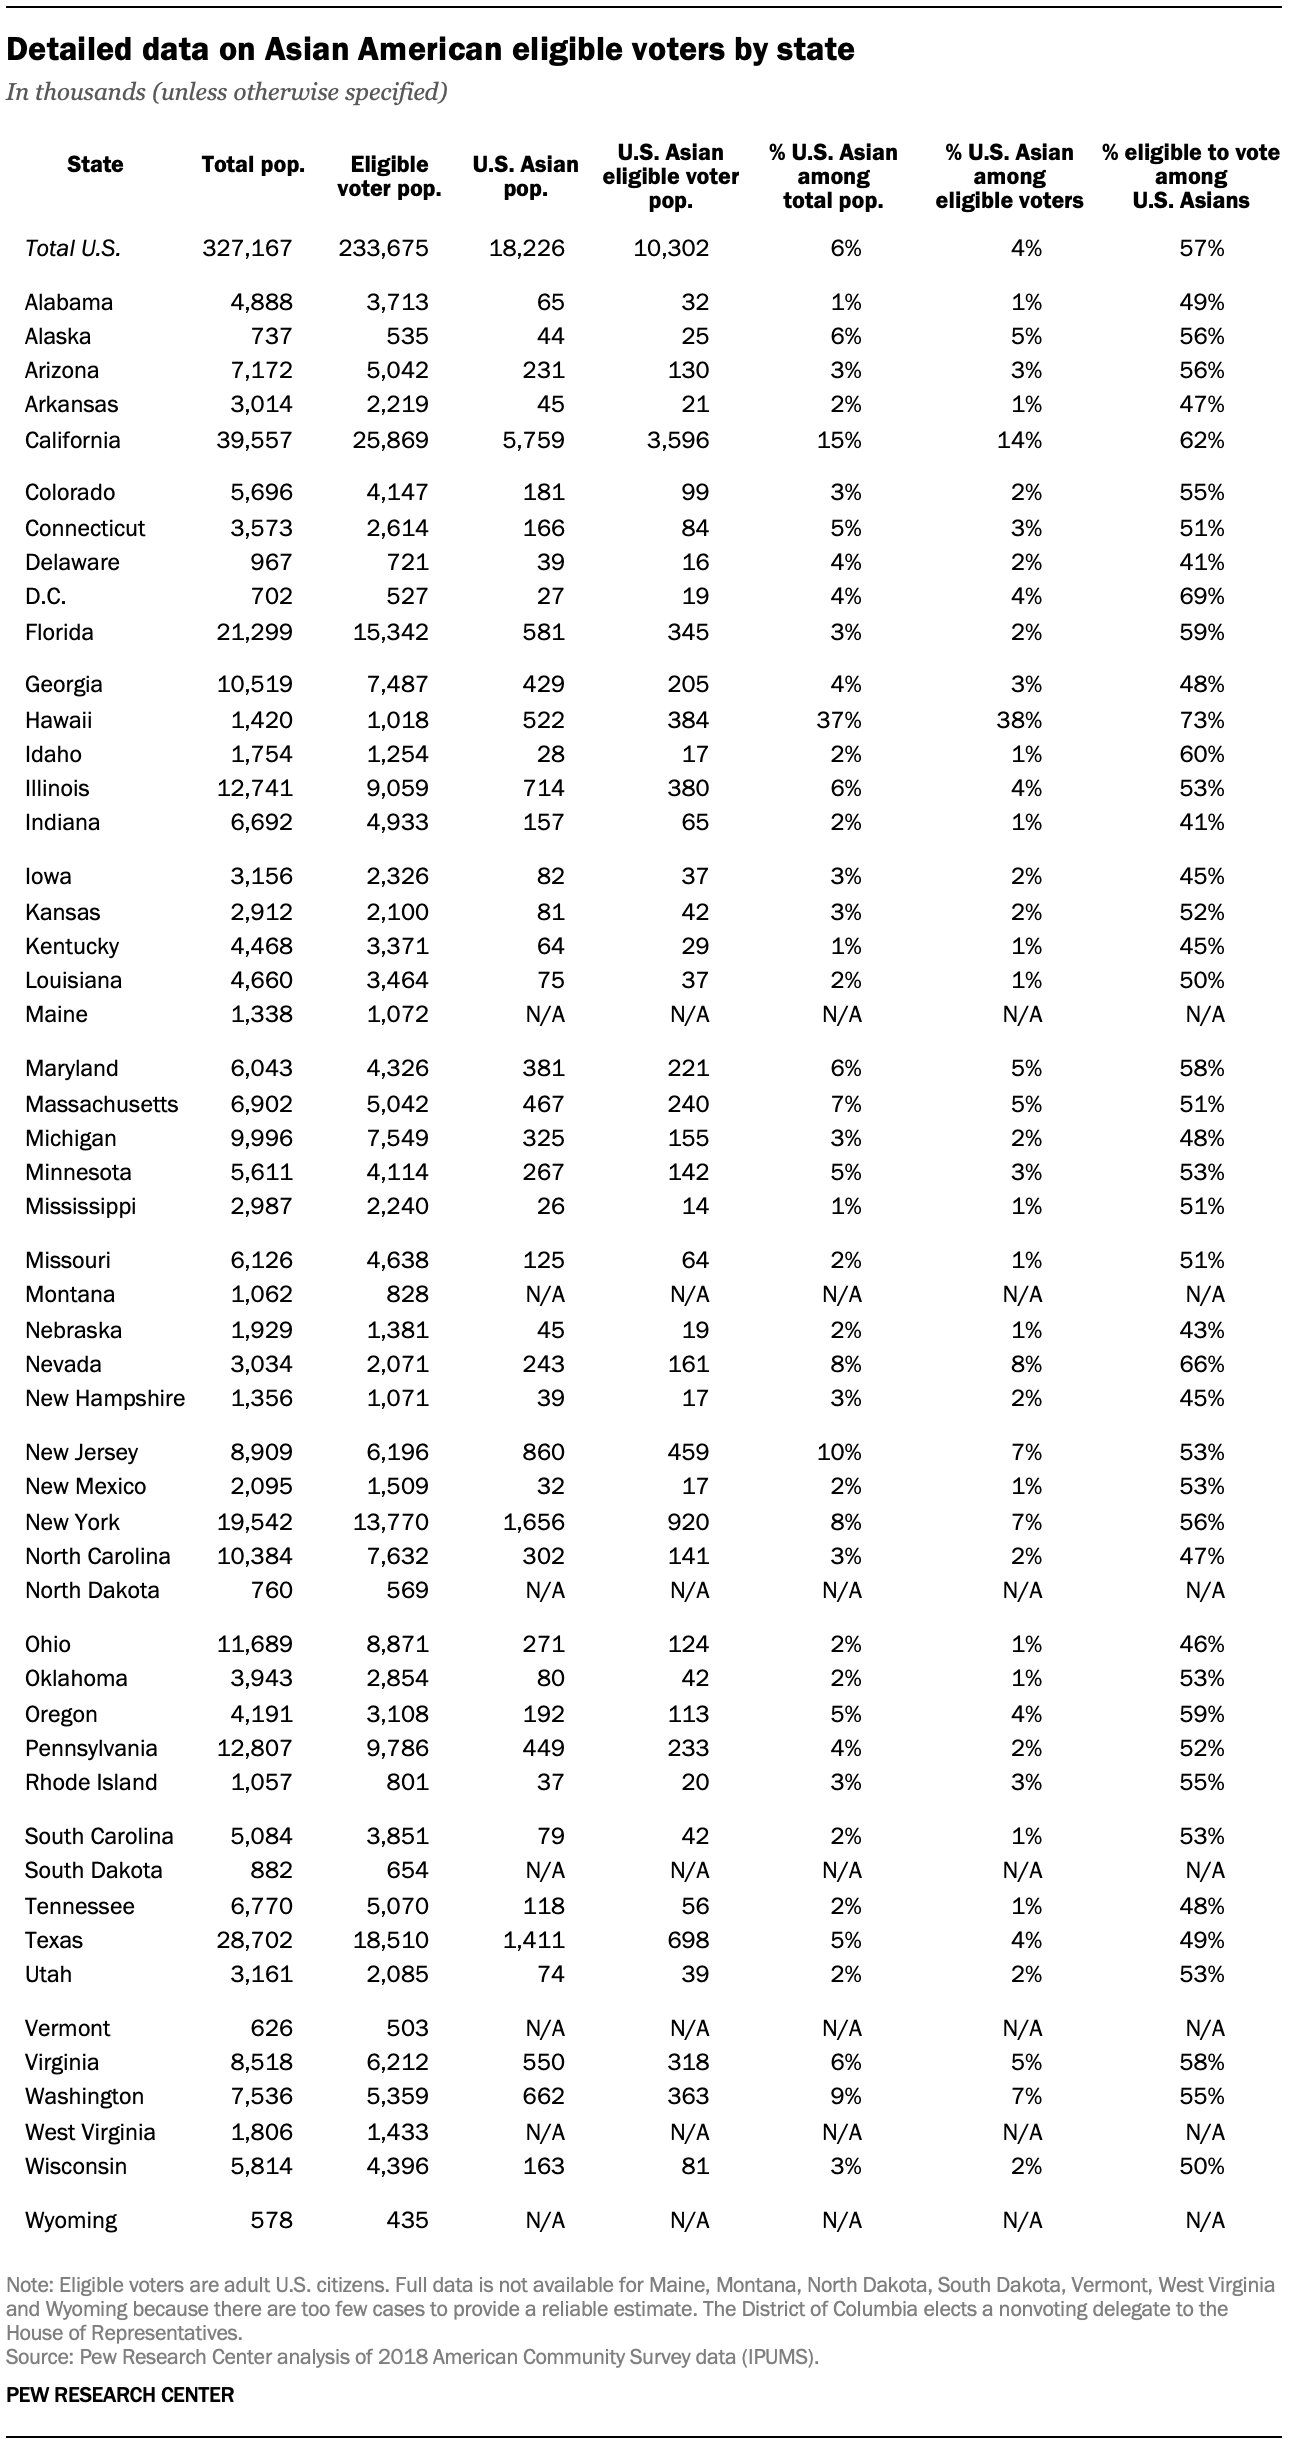 Detailed data on Asian American eligible voters by state
In thousands (unless otherwise specified)
State Total pop. Eligible voter pop. U.S. Asian pop. U.S. Asian eligible voter pop. % U.S. Asian among total pop. % U.S. Asian among eligible voters % eligible to vote among U.S. Asians
Total U.S. 327,167 233,675 18,226 10,302 6% 4% 57%
Alabama 4,888 3,713 65 32 1% 1% 49%
Alaska 737 535 44 25 6% 5% 56%
Arizona 7,172 5,042 231 130 3% 3% 56%
Arkansas 3,014 2,219 45 21 2% 1% 47%
California 39,557 25,869 5,759 3,596 15% 14% 62%
Colorado 5,696 4,147 181 99 3% 2% 55%
Connecticut 3,573 2,614 166 84 5% 3% 51%
Delaware 967 721 39 16 4% 2% 41%
D.C. 702 527 27 19 4% 4% 69%
Florida 21,299 15,342 581 345 3% 2% 59%
Georgia 10,519 7,487 429 205 4% 3% 48%
Hawaii 1,420 1,018 522 384 37% 38% 73%
Idaho 1,754 1,254 28 17 2% 1% 60%
Illinois 12,741 9,059 714 380 6% 4% 53%
Indiana 6,692 4,933 157 65 2% 1% 41%
Iowa 3,156 2,326 82 37 3% 2% 45%
Kansas 2,912 2,100 81 42 3% 2% 52%
Kentucky 4,468 3,371 64 29 1% 1% 45%
Louisiana 4,660 3,464 75 37 2% 1% 50%
Maine 1,338 1,072 N/A N/A N/A N/A N/A
Maryland 6,043 4,326 381 221 6% 5% 58%
Massachusetts 6,902 5,042 467 240 7% 5% 51%
Michigan 9,996 7,549 325 155 3% 2% 48%
Minnesota 5,611 4,114 267 142 5% 3% 53%
Mississippi 2,987 2,240 26 14 1% 1% 51%
Missouri 6,126 4,638 125 64 2% 1% 51%
Montana 1,062 828 N/A N/A N/A N/A N/A
Nebraska 1,929 1,381 45 19 2% 1% 43%
Nevada 3,034 2,071 243 161 8% 8% 66%
New Hampshire 1,356 1,071 39 17 3% 2% 45%
New Jersey 8,909 6,196 860 459 10% 7% 53%
New Mexico 2,095 1,509 32 17 2% 1% 53%
New York 19,542 13,770 1,656 920 8% 7% 56%
North Carolina 10,384 7,632 302 141 3% 2% 47%
North Dakota 760 569 N/A N/A N/A N/A N/A
Ohio 11,689 8,871 271 124 2% 1% 46%
Oklahoma 3,943 2,854 80 42 2% 1% 53%
Oregon 4,191 3,108 192 113 5% 4% 59%
Pennsylvania 12,807 9,786 449 233 4% 2% 52%
Rhode Island 1,057 801 37 20 3% 3% 55%
South Carolina 5,084 3,851 79 42 2% 1% 53%
South Dakota 882 654 N/A N/A N/A N/A N/A
Tennessee 6,770 5,070 118 56 2% 1% 48%
Texas 28,702 18,510 1,411 698 5% 4% 49%
Utah 3,161 2,085 74 39 2% 2% 53%
Vermont 626 503 N/A N/A N/A N/A N/A
Virginia 8,518 6,212 550 318 6% 5% 58%
Washington 7,536 5,359 662 363 9% 7% 55%
West Virginia 1,806 1,433 N/A N/A N/A N/A N/A
Wisconsin 5,814 4,396 163 81 3% 2% 50%
Wyoming 578 435 N/A N/A N/A N/A N/A
Note: Eligible voters are adult U.S. citizens. Full data is not available for Maine, Montana, North Dakota, South Dakota, Vermont, West Virginia
and Wyoming because there are too few cases to provide a reliable estimate. The District of Columbia elects a nonvoting delegate to the
House of Representatives.
Source: Pew Research Center analysis of 2018 American Community Survey data (IPUMS).
PEW RESEARCH CENTER